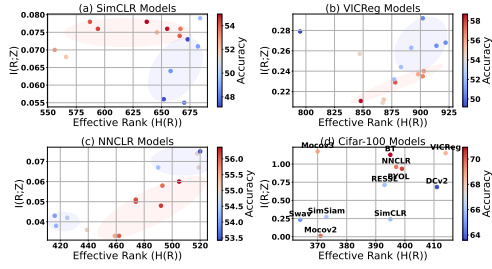 (a) SimCLR Models
I(R;Z)
0.080
0.075
0.070
0.065
0.060
0.055
550 575 600 625 650 675
Effective Rank (H(R))
54
52
50
48
Accuracy
(b) VICReg Models
I(R;Z)
0.28
0.26
0.24
0.22
800 825 850 875 900 925
Effective Rank (H(R))
58
56
54
52
50
Accuracy
(c) NNCLR Models
I(R;Z)
0.07
0.06
0.05
0.04
420 440 460 480 500 520
Effective Rank (H(R))
56.0
55.5
55.0
54.5
54.0
53.5
Accuracy
(d) Cifar-100 Models
I(R;Z)
1.00
0.75
0.50
0.25
0.00
370 380 390 400 410
Effective Rank (H(R))
Mocov3
BT
VICReg
NNCLR
BYOL
RESSL
DCv2
Swav
SimSiam
SimCLR
Mocov2
70
68
66
64
Accuracy